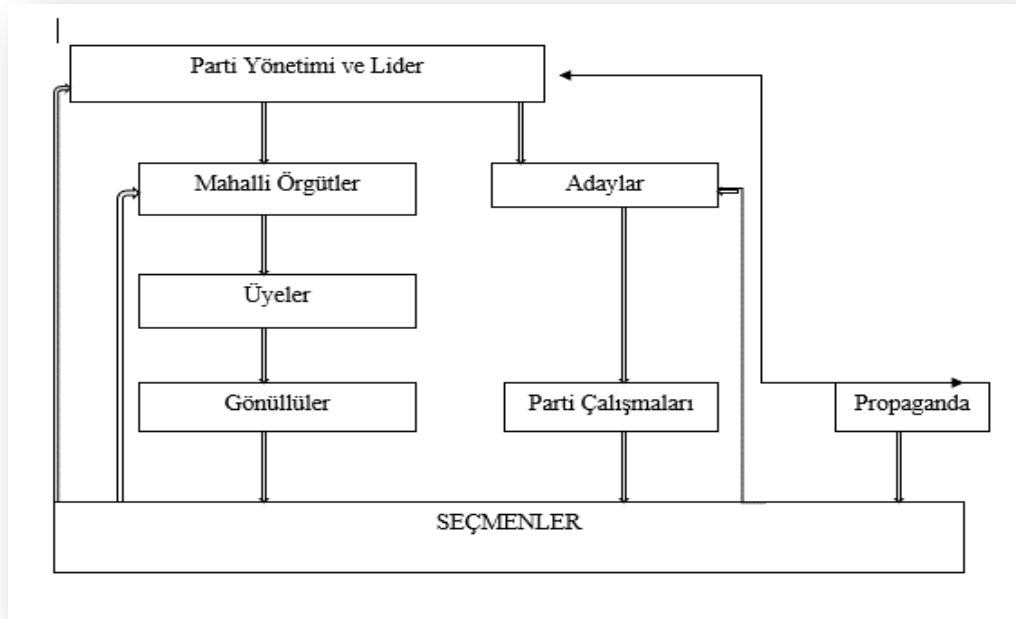 Parti Yönetimi ve Lider
Mahalli Örgütler
Adaylar
Üyeler
Gönüllüler
Parti Çalışmaları
Propaganda
SEÇMENLER